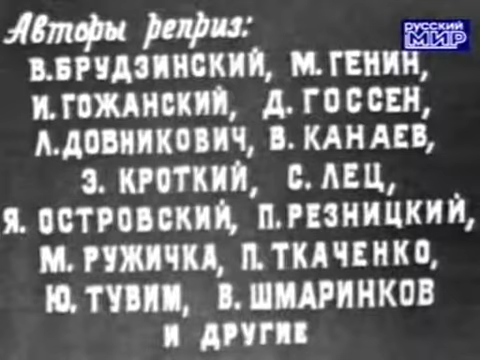 Авторы реприз:
РУССКИЙ
МИР
В.БРУДЗИНСКИЙ, М.ГЕНИН,
И.ГОЖАНСКИЙ, Д.ГОССЕН,
Л.ДОВНИКОВИЧ, В.КАНАЕВ,
Э. КРОТКИЙ, С. ЛЕЦ,
Я. ОСТРОВСКИЙ, П.РЕЗНИЦКИЙ,
М. РУЖИЧКА, П.ТКАЧЕНКО,
Ю. ТУВИМ, В. ШМАРИНКОВ
И ДРУГИЕ